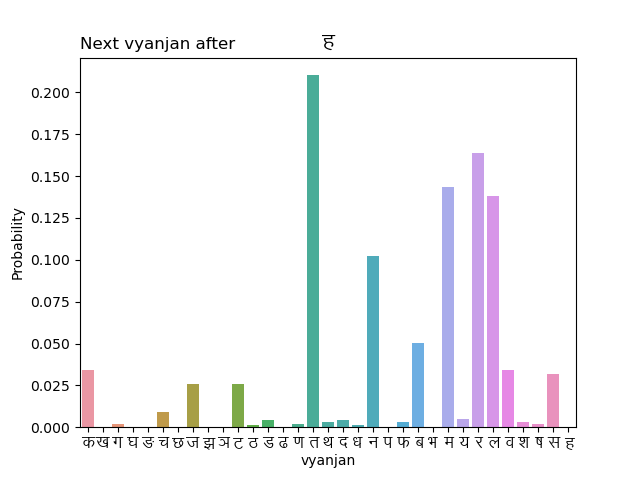 Next vyanjan after ह
0.200
0.175
0.150
0.125
0.100
0.075
0.050
0.025
0.000
Probability
क ख ग घ ङ च छ ज झ ञ ट ठ ड ढ ण त थ द ध न प फ ब भ म य र ल व श ष स ह
vyanjan